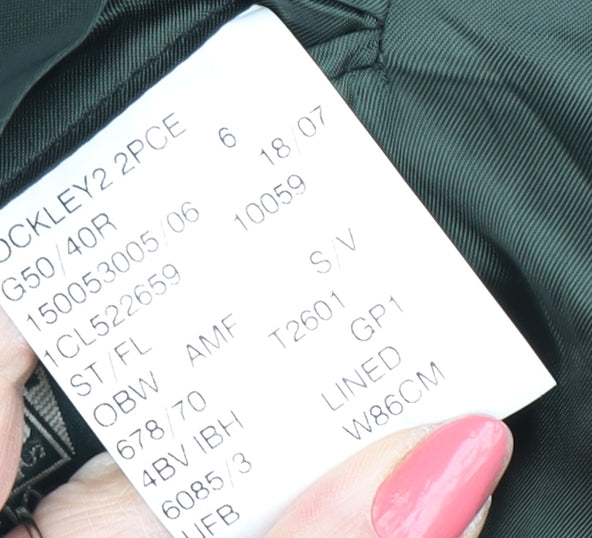 OCKLEY2 2PCE 6 18/07
G50/40R
150053005/06 10059
1CL522659
ST/FL S/V
OBW AMF T2601 GP1
678/70
4BV IBH LINED
6085/3 W86CM
UFB